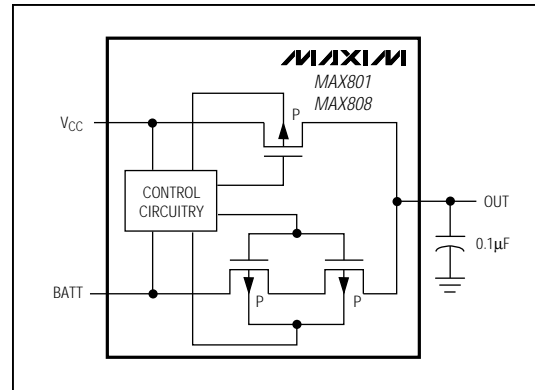 MAXIM
MAX801
MAX808
P
VCC
CONTROL
CIRCUITRY
OUT
0.1µF
BATT
P
P